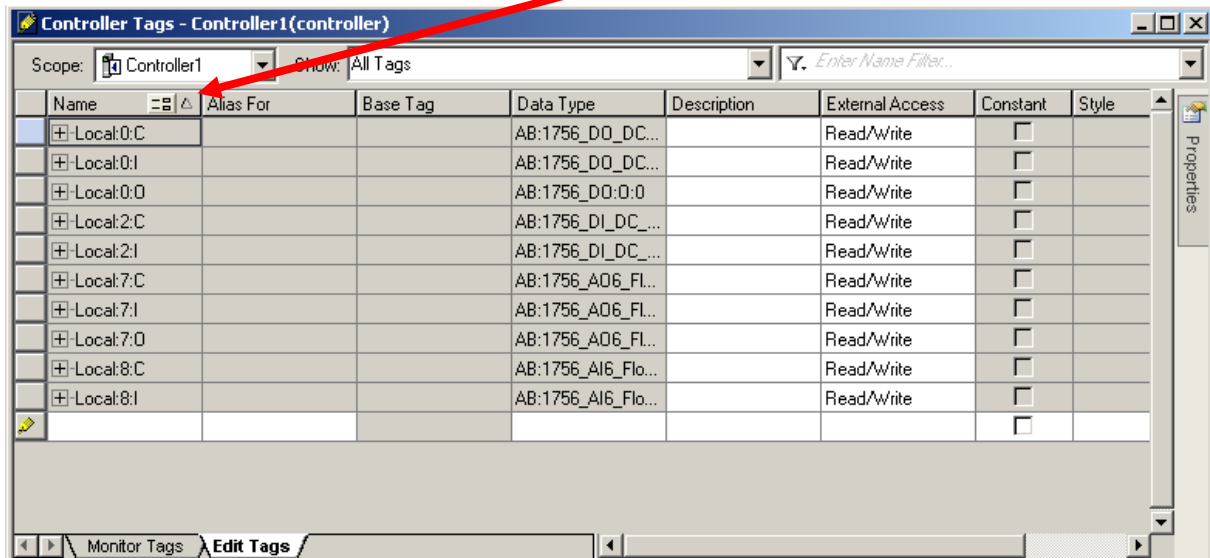 Controller Tags - Controller1(controller)
Scope: Controller1 Show: All Tags Enter Name Filter...
Name Alias For Base Tag Data Type Description External Access Constant Style
Local:0:C AB:1756_DO_DC... Read/Write
Local:0:I AB:1756_DO_DC... Read/Write
Local:0:O AB:1756_DO:O:0 Read/Write
Local:2:C AB:1756_DI_DC_... Read/Write
Local:2:I AB:1756_DI_DC_... Read/Write
Local:7:C AB:1756_AO6_Fl... Read/Write
Local:7:I AB:1756_AO6_Fl... Read/Write
Local:7:O AB:1756_AO6_Fl... Read/Write
Local:8:C AB:1756_AI6_Flo... Read/Write
Local:8:I AB:1756_AI6_Flo... Read/Write
Properties
Monitor Tags Edit Tags